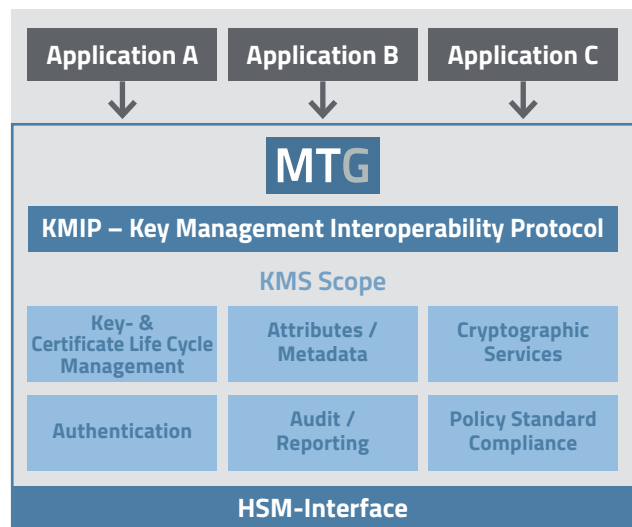 Application A
Application B
Application C
MTG
KMIP – Key Management Interoperability Protocol
KMS Scope
Key- &
Certificate Life Cycle
Management
Attributes /
Metadata
Cryptographic
Services
Authentication
Audit /
Reporting
Policy Standard
Compliance
HSM-Interface